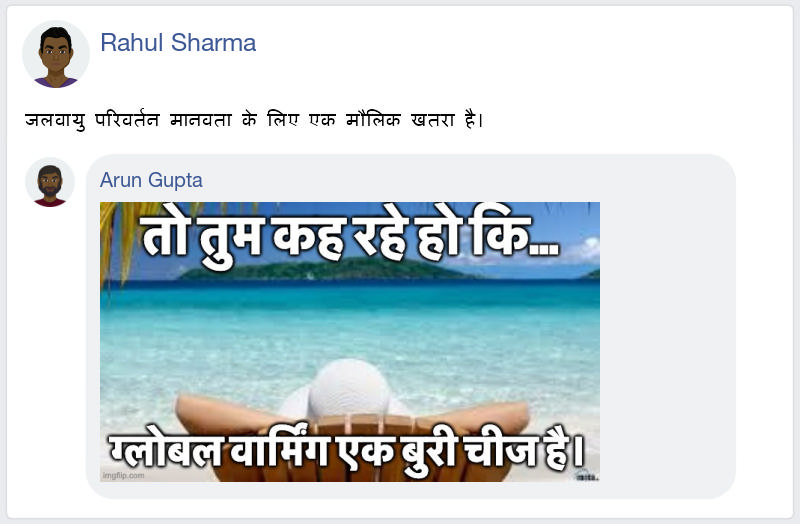 Rahul Sharma
जलवायु परिवर्तन मानवता के लिए एक मौलिक खतरा है।
Arun Gupta
तो तुम कह रहे हो कि...
ग्लोबल वार्मिंग एक बुरी चीज है।
imgflip.com